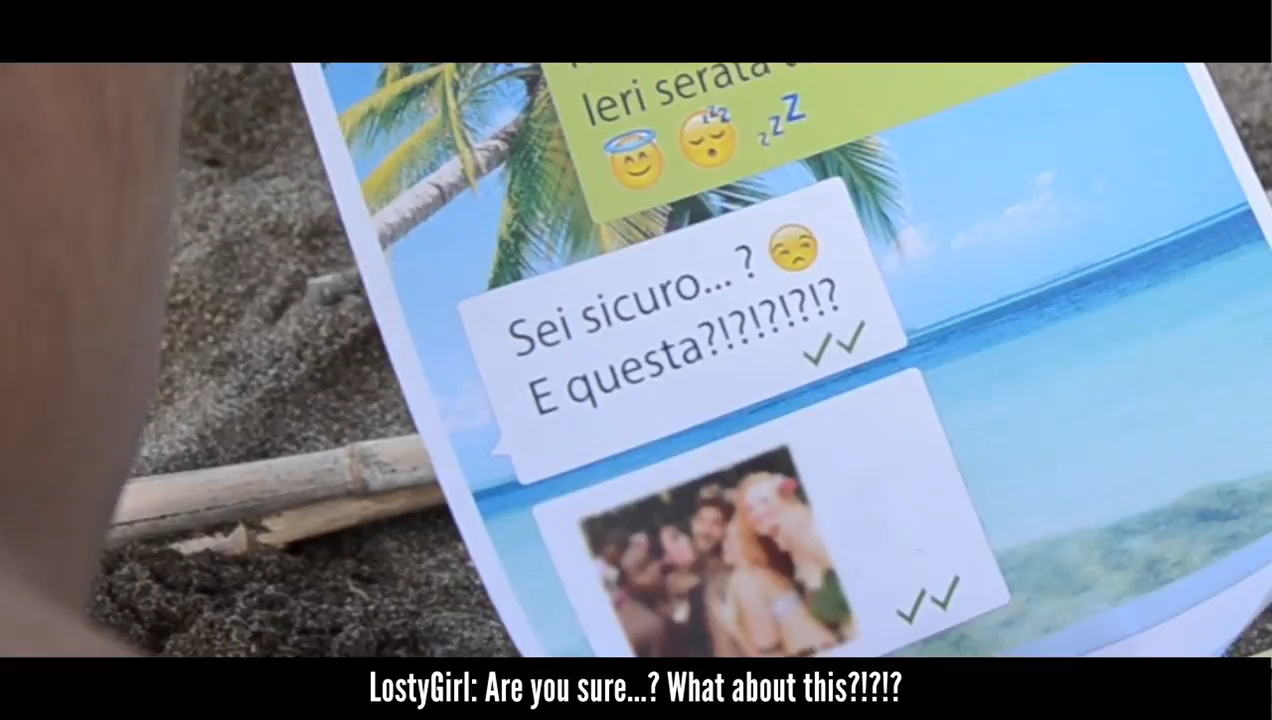 Ieri serata
Sei sicuro...?
E questa?!?!?!?!?
LostyGirl: Are you sure...? What about this?!?!?